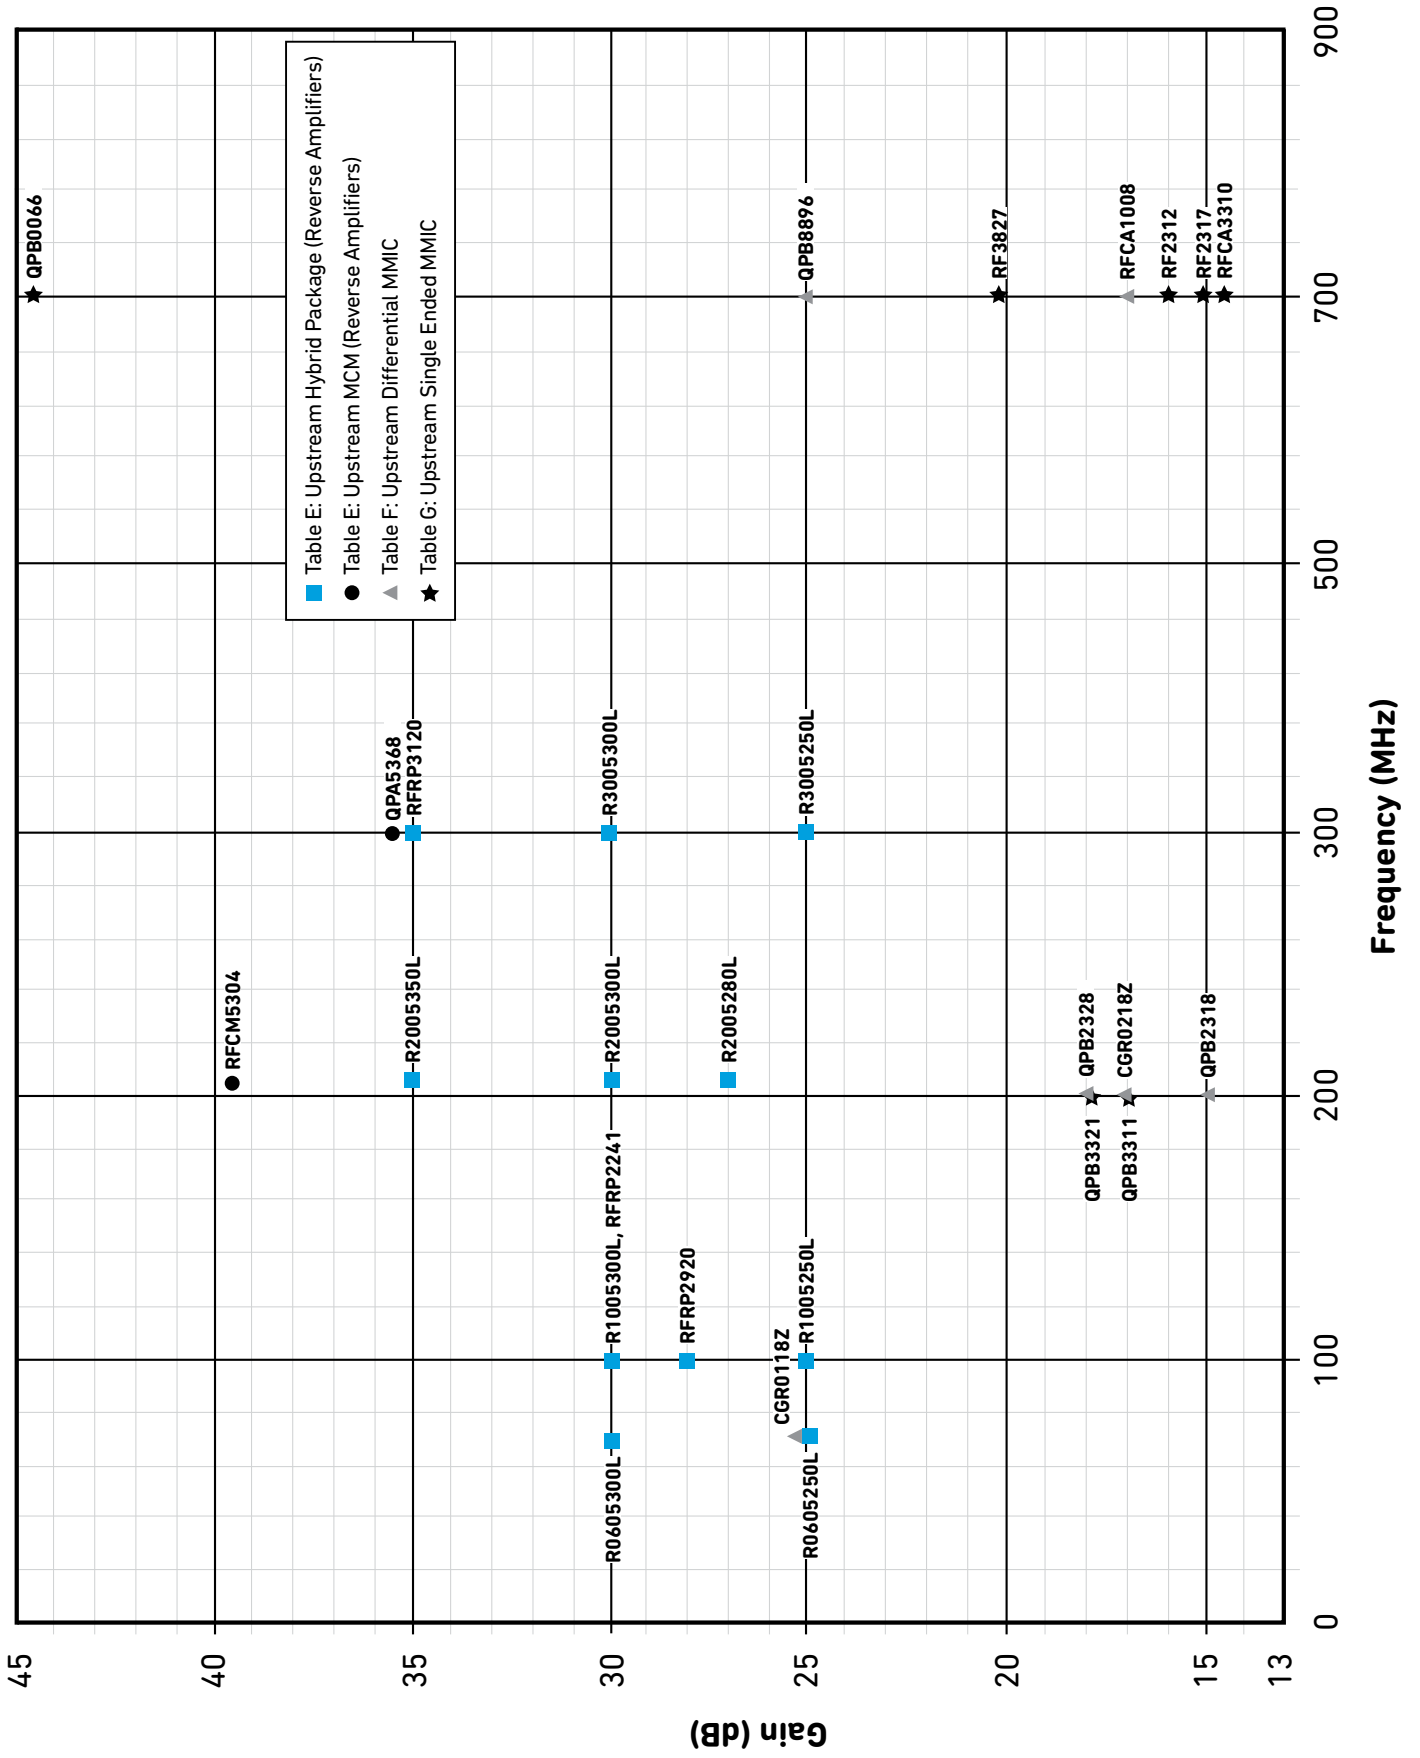 Gain (dB)
45
40
35
30
25
20
15
13
Frequency (MHz)
0
100
200
300
500
700
900
Table E: Upstream Hybrid Package (Reverse Amplifiers)
Table E: Upstream MCM (Reverse Amplifiers)
Table F: Upstream Differential MMIC
Table G: Upstream Single Ended MMIC
QPB0066
RFCM5304
QPA5368
RFRP3120
R2005350L
R0605300L
R1005300L, RFRP2241
R2005300L
R3005300L
RFRP2920
R2005280L
CGR0118Z
R0605250L
R1005250L
R3005250L
QPB8896
RF3827
QPB3321
QPB2328
QPB3311
CGR0218Z
RFCA1008
RF2312
QPB2318
RF2317
RFCA3310